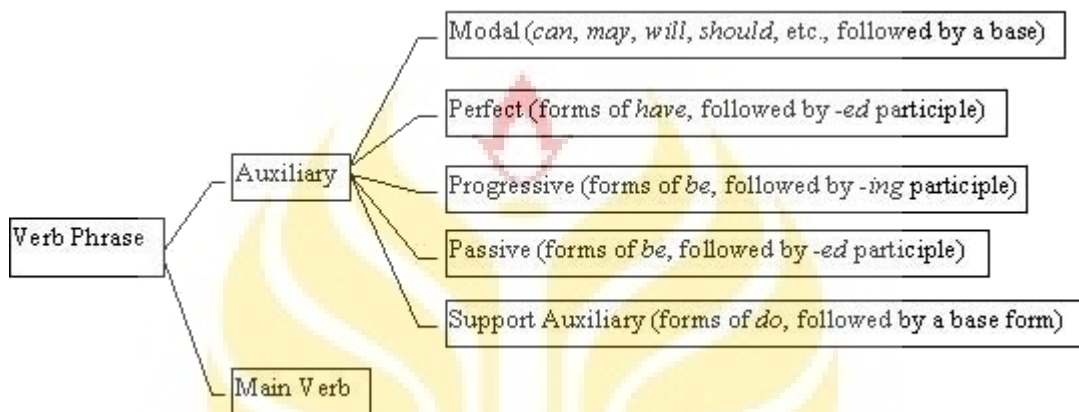 Modal (can, may, will, should, etc., followed by a base)
Perfect (forms of have, followed by -ed participle)
Auxiliary
Progressive (forms of be, followed by -ing participle)
Verb Phrase
Passive (forms of be, followed by -ed participle)
Support Auxiliary (forms of do, followed by a base form)
Main Verb